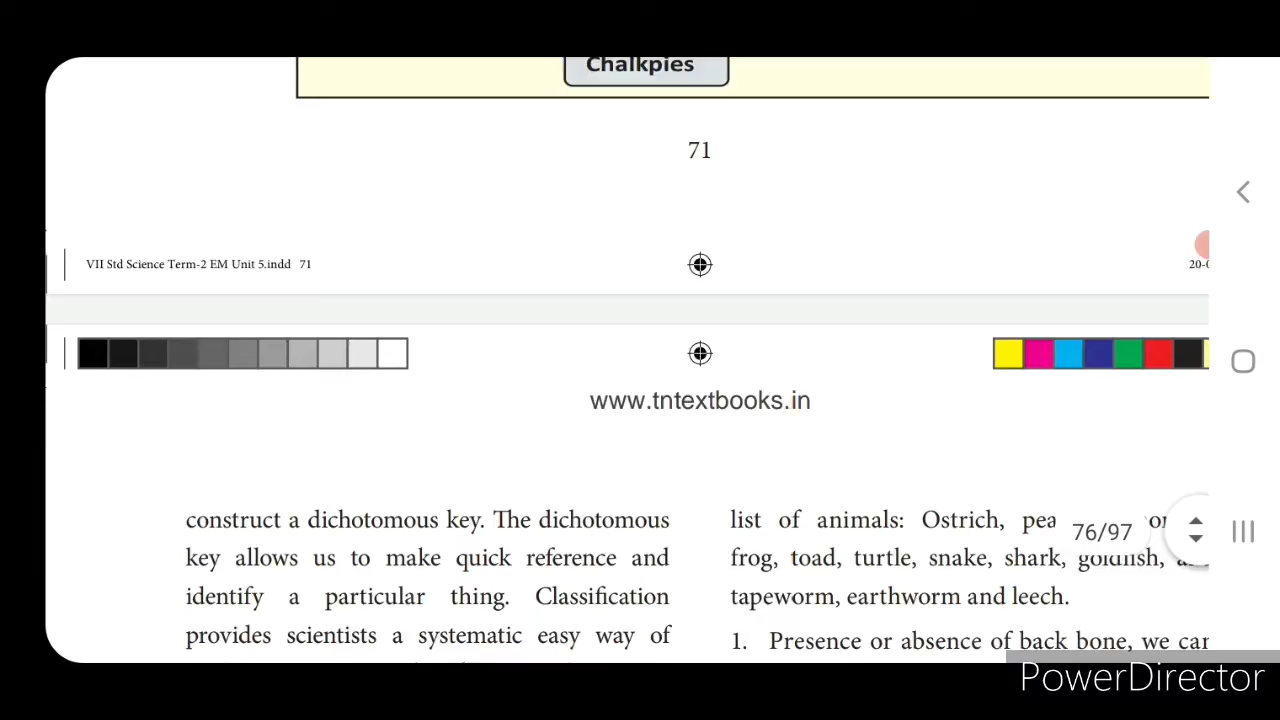 Chalkpies
71
VII Std Science Term-2 EM Unit 5.indd 71
www.tntextbooks.in
construct a dichotomous key. The dichotomous
key allows us to make quick reference and
identify a particular thing. Classification
provides scientists a systematic easy way of
list of animals: Ostrich,
76/97
frog, toad, turtle, snake, shark, goldfish,
tapeworm, earthworm and leech.
1. Presence or absence of back bone, we can
PowerDirector